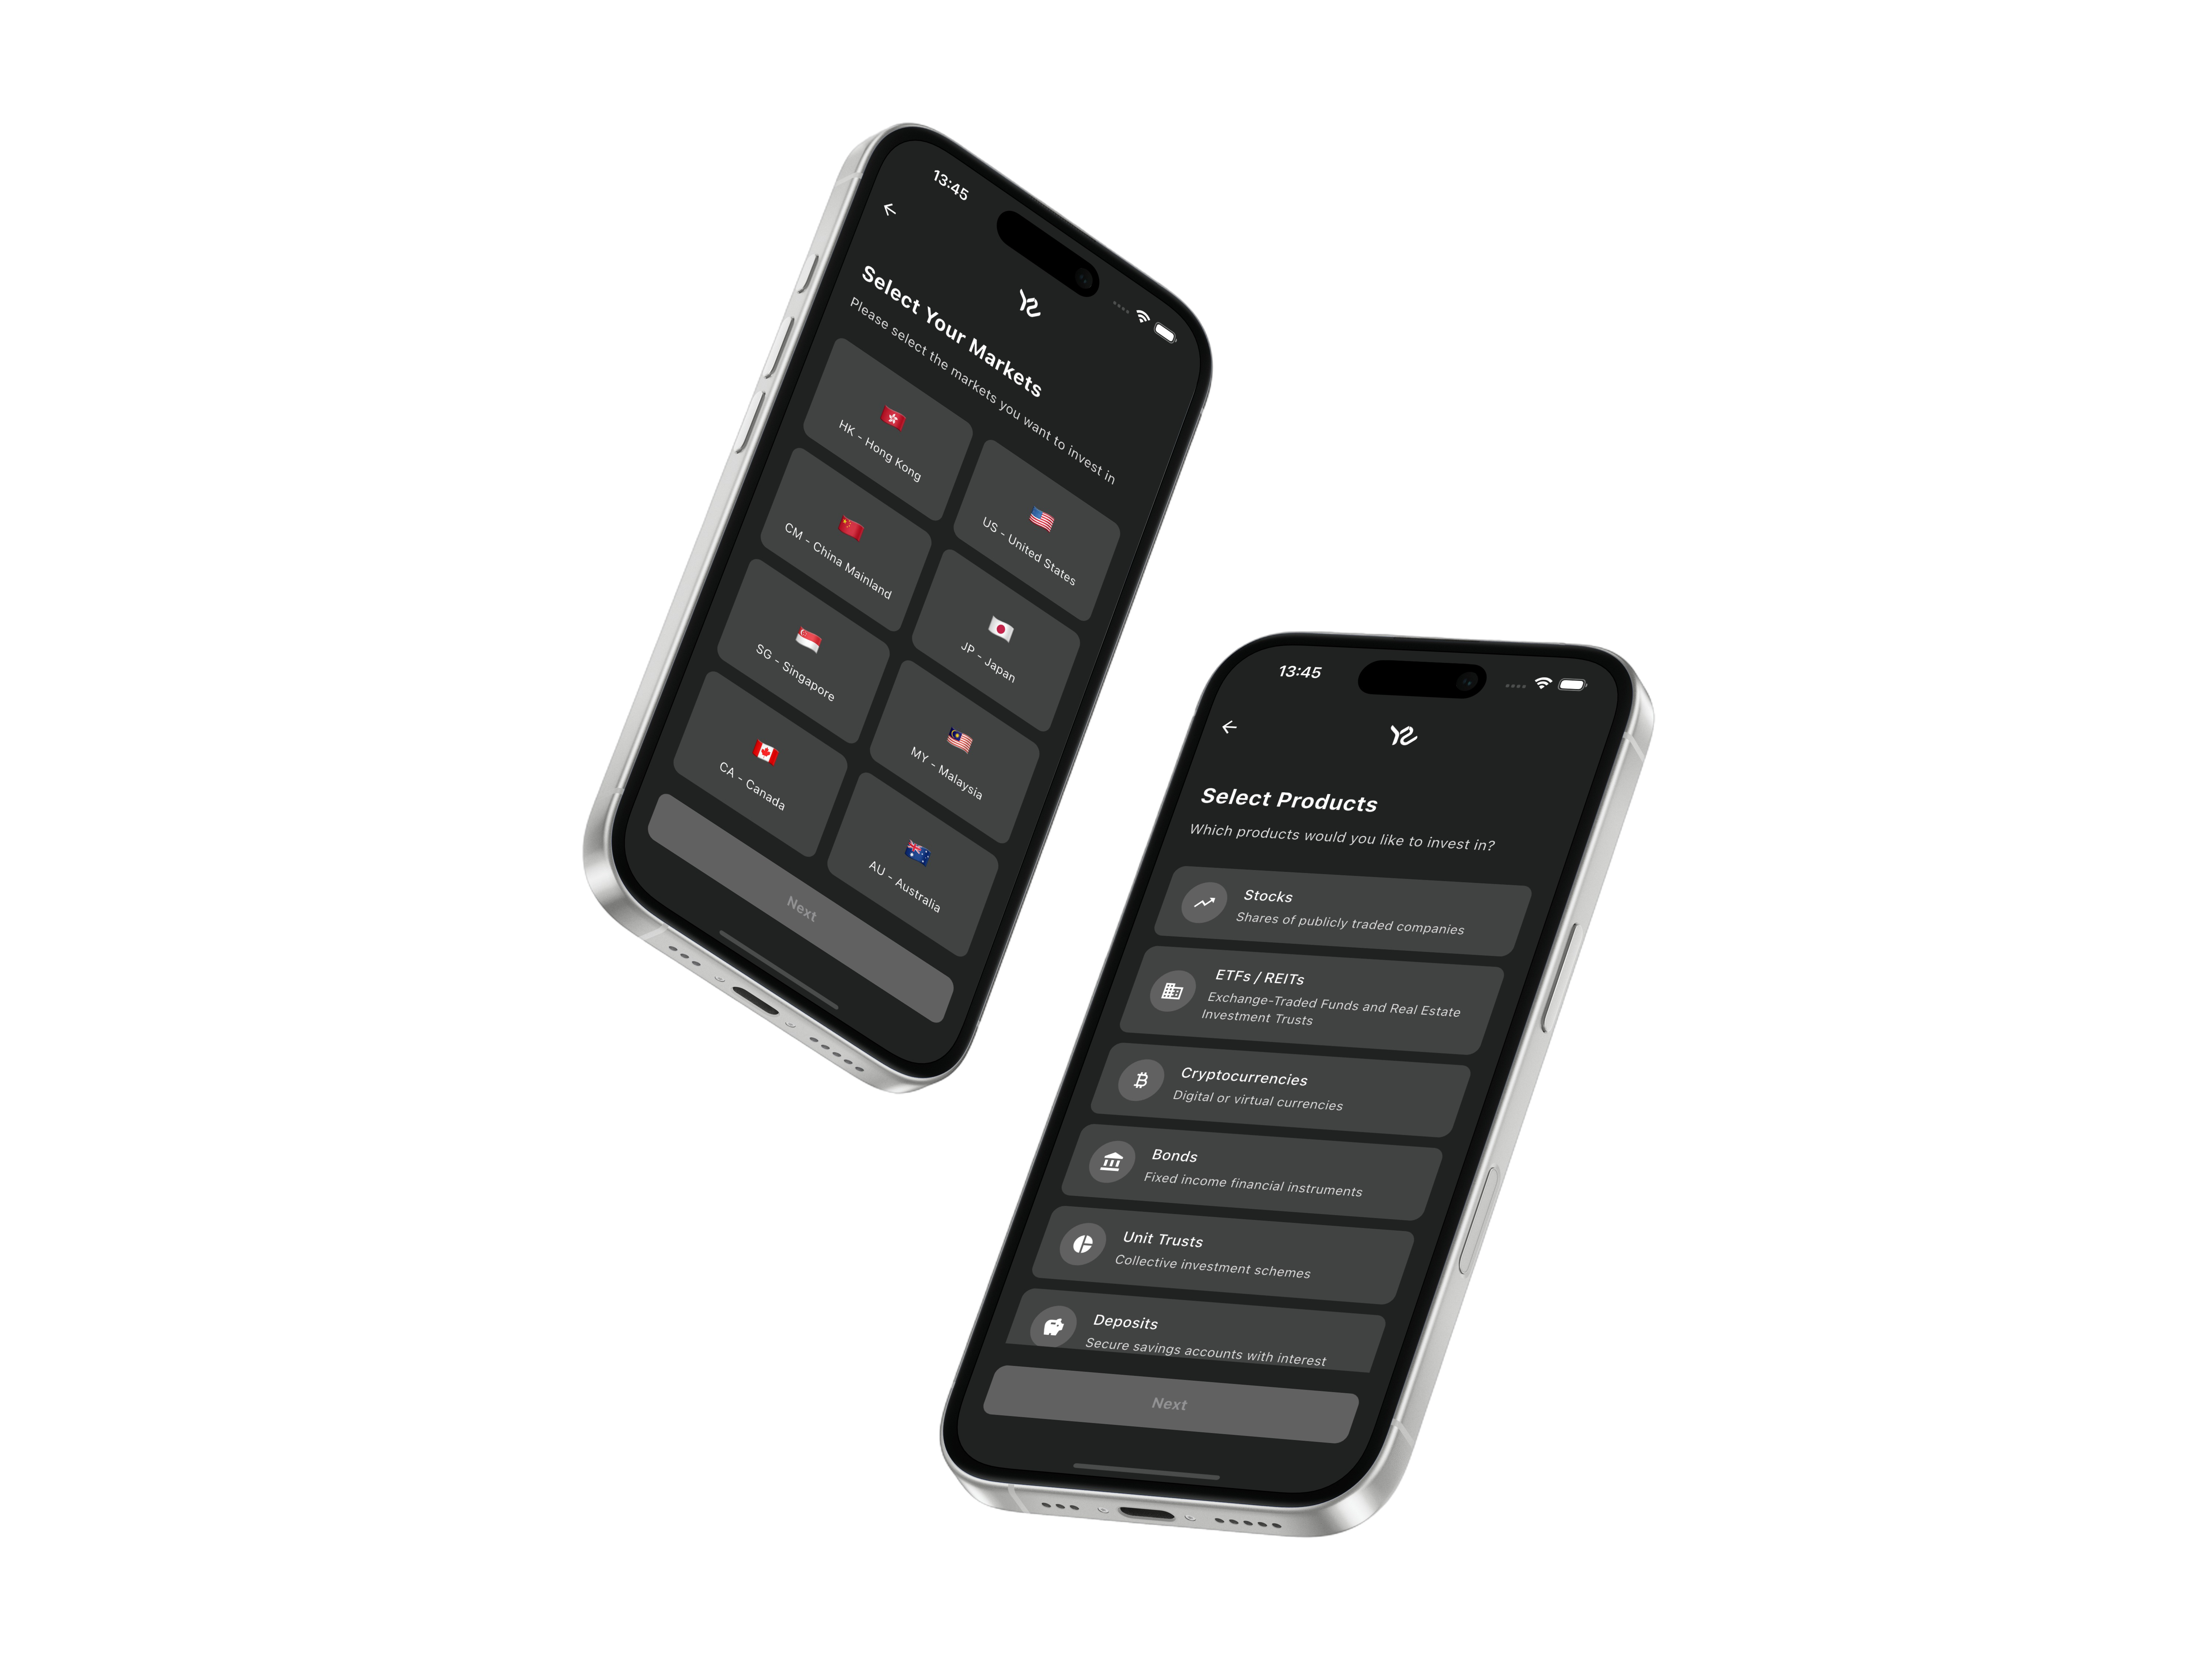 13:45
Select Your Markets
Please select the markets you want to invest in
HK - Hong Kong
US - United States
CM - China Mainland
JP - Japan
SG - Singapore
MY - Malaysia
CA - Canada
AU - Australia
Next
13:45
Select Products
Which products would you like to invest in?
Stocks
Shares of publicly traded companies
ETFs / REITs
Exchange-Traded Funds and Real Estate
Investment Trusts
Cryptocurrencies
Digital or virtual currencies
Bonds
Fixed income financial instruments
Unit Trusts
Collective investment schemes
Deposits
Secure savings accounts with interest
Next